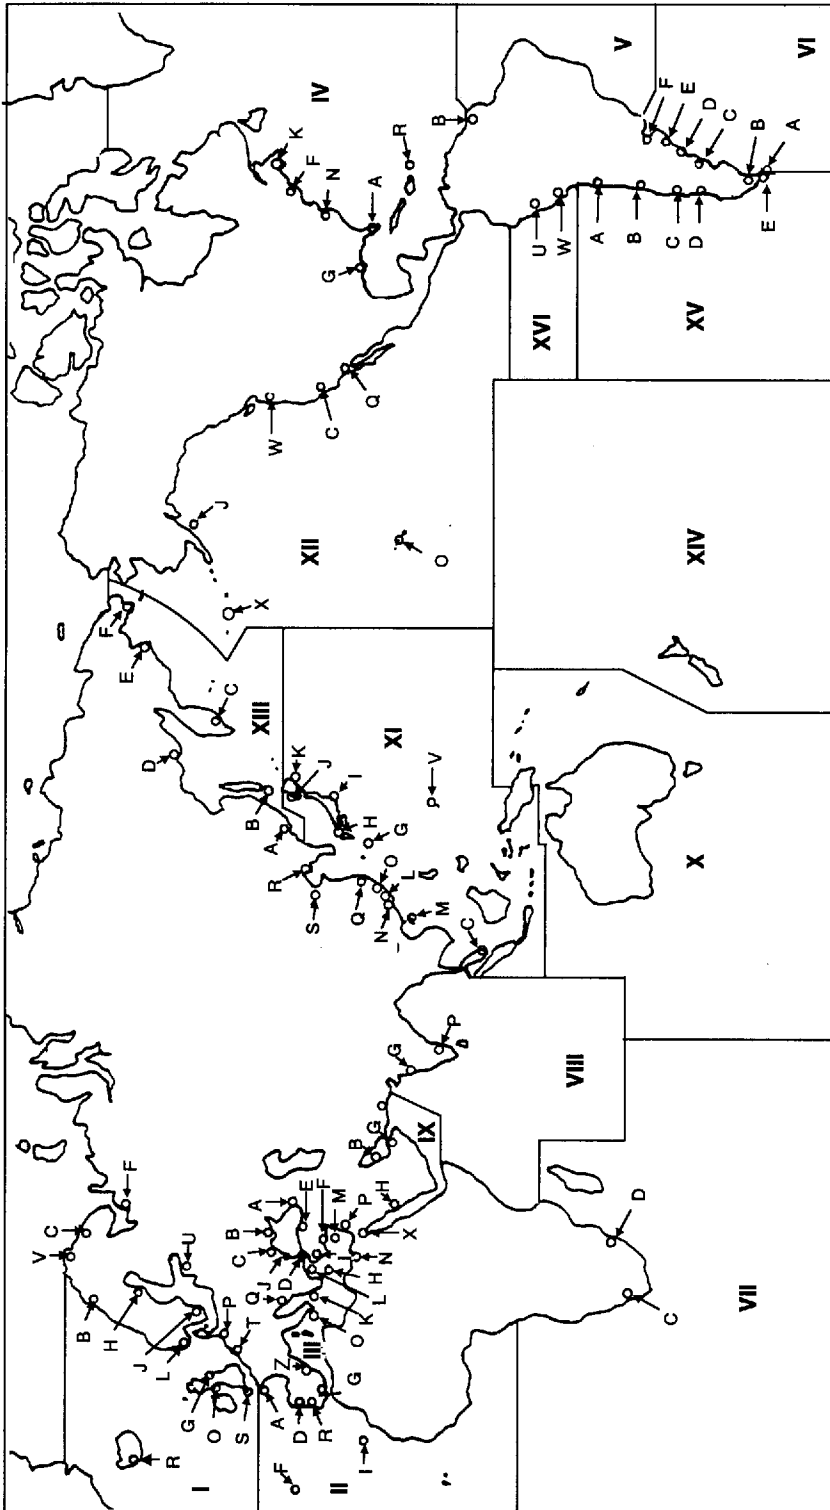 I
R
G
O
S
L
J
H
B
V
C
F
U
P
T
II
F
I
A
D
R
G
III
Z
O
K
Q
J
C
B
A
D
E
F
M
P
I
L
H
N
X
IX
B
G
H
VIII
G
P
VII
C
D
X
XI
R
S
Q
O
L
N
M
C
G
H
I
J
K
P
V
XIII
A
B
D
C
E
F
XII
X
J
O
W
C
Q
IV
G
A
N
F
K
R
V
B
VI
F
E
D
C
B
A
XVI
U
W
XV
A
B
C
D
E
XIV